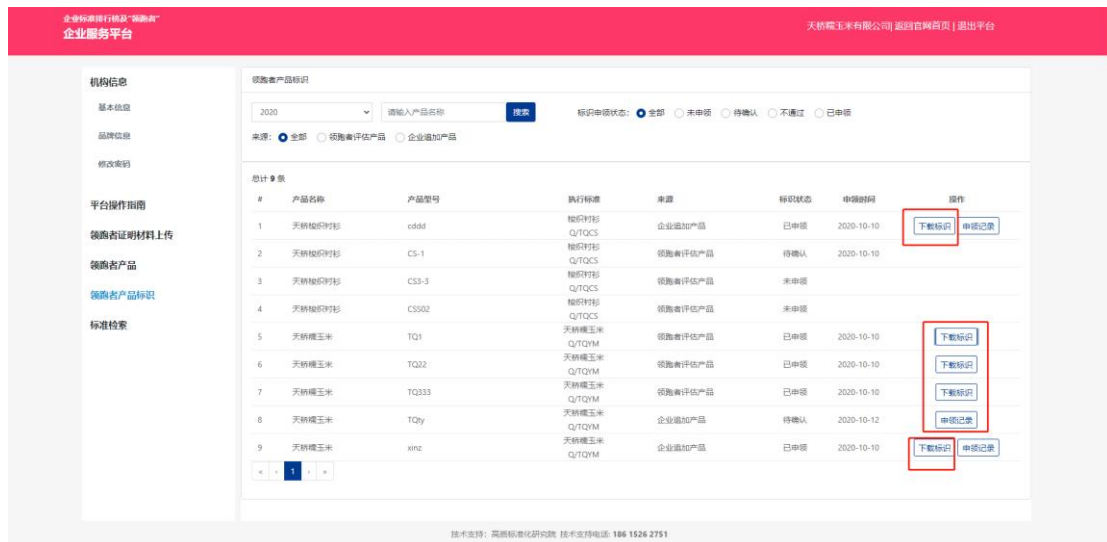 企业标准排行榜及"领跑者"
企业服务平台
天桥糯玉米有限公司| 返回官网首页 | 退出平台
机构信息
基本信息
品牌信息
修改密码
平台操作指南
领跑者证明材料上传
领跑者产品
领跑者产品标识
标准检索
领跑者产品标识
2020 请输入产品名称 搜索 标识申领状态: 全部 未申领 待确认 不通过 已申领
来源: 全部 领跑者评估产品 企业追加产品
总计 9 条
# 产品名称 产品型号 执行标准 来源 标识状态 申领时间 操作
1 天桥梭织衬衫 cddd 梭织衬衫 Q/TQCS 企业追加产品 已申领 2020-10-10 下载标识 申领记录
2 天桥梭织衬衫 CS-1 梭织衬衫 Q/TQCS 领跑者评估产品 待确认 2020-10-10
3 天桥梭织衬衫 CS3-3 梭织衬衫 Q/TQCS 领跑者评估产品 未申领
4 天桥梭织衬衫 CSS02 梭织衬衫 Q/TQCS 领跑者评估产品 未申领
5 天桥糯玉米 TQ1 天桥糯玉米 Q/TQYM 领跑者评估产品 已申领 2020-10-10 下载标识
6 天桥糯玉米 TQ22 天桥糯玉米 Q/TQYM 领跑者评估产品 已申领 2020-10-10 下载标识
7 天桥糯玉米 TQ333 天桥糯玉米 Q/TQYM 领跑者评估产品 已申领 2020-10-10 下载标识
8 天桥糯玉米 TQty 天桥糯玉米 Q/TQYM 企业追加产品 待确认 2020-10-12 申领记录
9 天桥糯玉米 xinz 天桥糯玉米 Q/TQYM 企业追加产品 已申领 2020-10-10 下载标识 申领记录
« ‹ 1 › »
技术支持: 高质标准化研究院 技术支持电话: 186 1526 2751